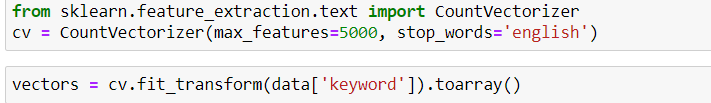 from sklearn.feature_extraction.text import CountVectorizer
cv = CountVectorizer(max_features=5000, stop_words='english')
vectors = cv.fit_transform(data['keyword']).toarray()